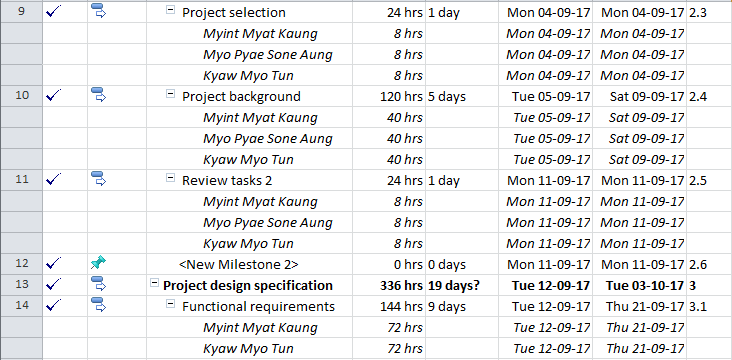 9 Project selection 24 hrs 1 day Mon 04-09-17 Mon 04-09-17 2.3
Myint Myat Kaung 8 hrs Mon 04-09-17 Mon 04-09-17
Myo Pyae Sone Aung 8 hrs Mon 04-09-17 Mon 04-09-17
Kyaw Myo Tun 8 hrs Mon 04-09-17 Mon 04-09-17
10 Project background 120 hrs 5 days Tue 05-09-17 Sat 09-09-17 2.4
Myint Myat Kaung 40 hrs Tue 05-09-17 Sat 09-09-17
Myo Pyae Sone Aung 40 hrs Tue 05-09-17 Sat 09-09-17
Kyaw Myo Tun 40 hrs Tue 05-09-17 Sat 09-09-17
11 Review tasks 2 24 hrs 1 day Mon 11-09-17 Mon 11-09-17 2.5
Myint Myat Kaung 8 hrs Mon 11-09-17 Mon 11-09-17
Myo Pyae Sone Aung 8 hrs Mon 11-09-17 Mon 11-09-17
Kyaw Myo Tun 8 hrs Mon 11-09-17 Mon 11-09-17
12 <New Milestone 2> 0 hrs 0 days Mon 11-09-17 Mon 11-09-17 2.6
13 Project design specification 336 hrs 19 days? Tue 12-09-17 Tue 03-10-17 3
14 Functional requirements 144 hrs 9 days Tue 12-09-17 Thu 21-09-17 3.1
Myint Myat Kaung 72 hrs Tue 12-09-17 Thu 21-09-17
Kyaw Myo Tun 72 hrs Tue 12-09-17 Thu 21-09-17